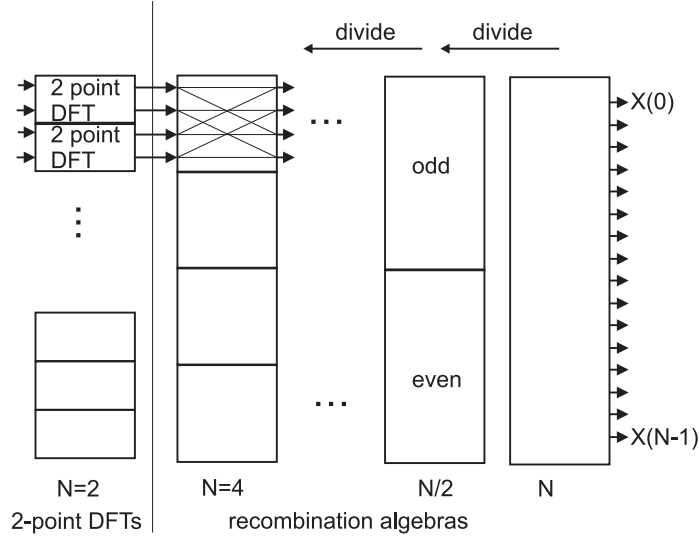 divide divide
2 point
DFT
2 point
DFT
X(0)
...
odd
...
even
...
X(N-1)
N=2 N=4 N/2 N
2-point DFTs recombination algebras